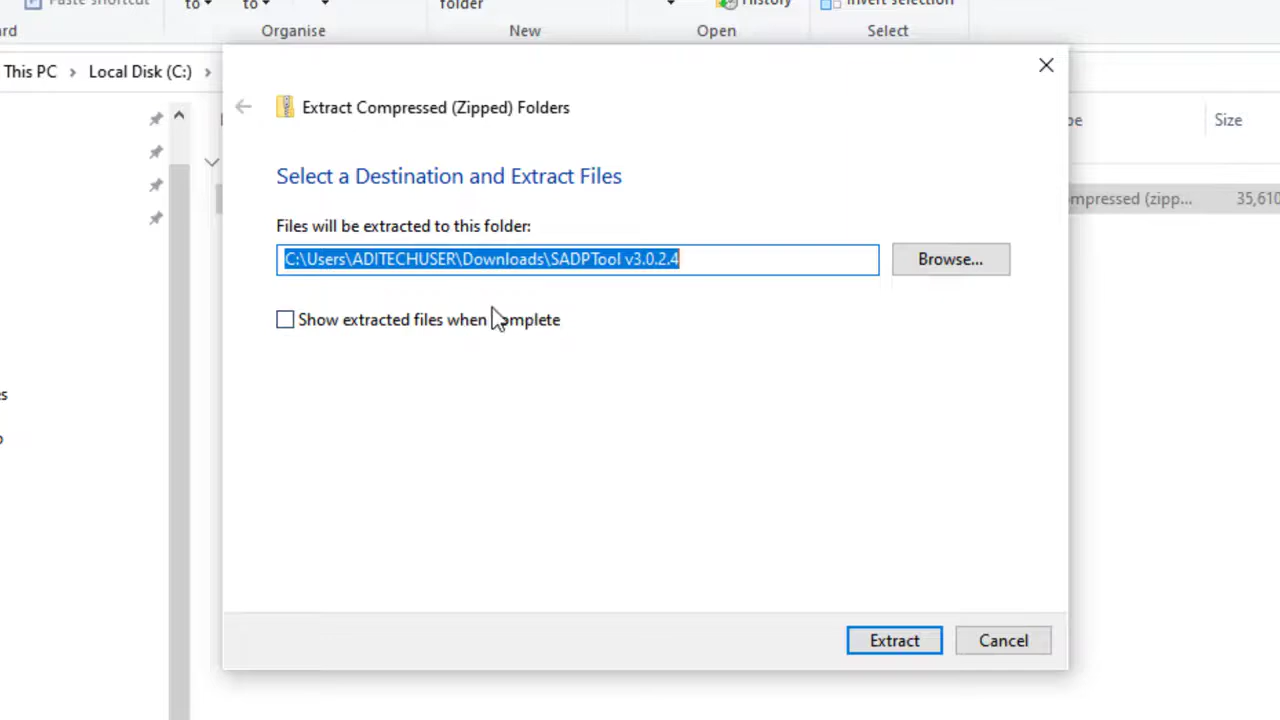 to to folder History Invert selection
Organise New Open Select
This PC > Local Disk (C:) >
Extract Compressed (Zipped) Folders
Size
Select a Destination and Extract Files
35,610
Files will be extracted to this folder:
C:\Users\ADITECHUSER\Downloads\SADPTool v3.0.2.4 Browse...
Show extracted files when complete
Extract Cancel